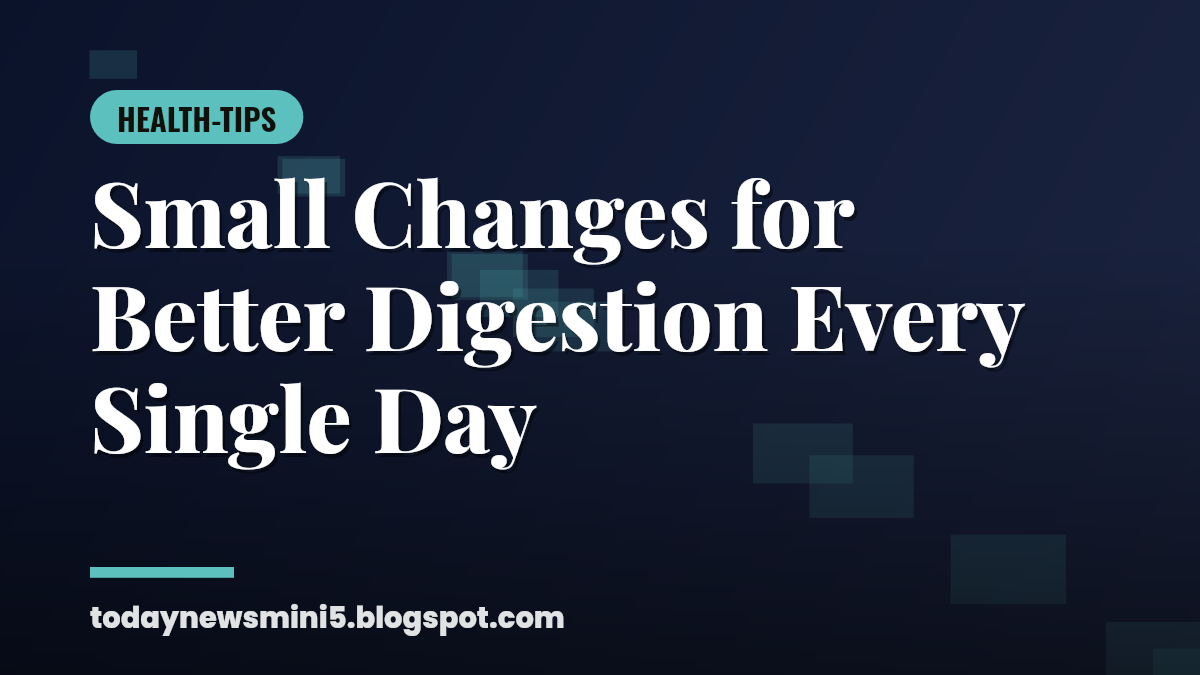 HEALTH-TIPS
Small Changes for
Better Digestion Every
Single Day
todaynewsmini5.blogspot.com